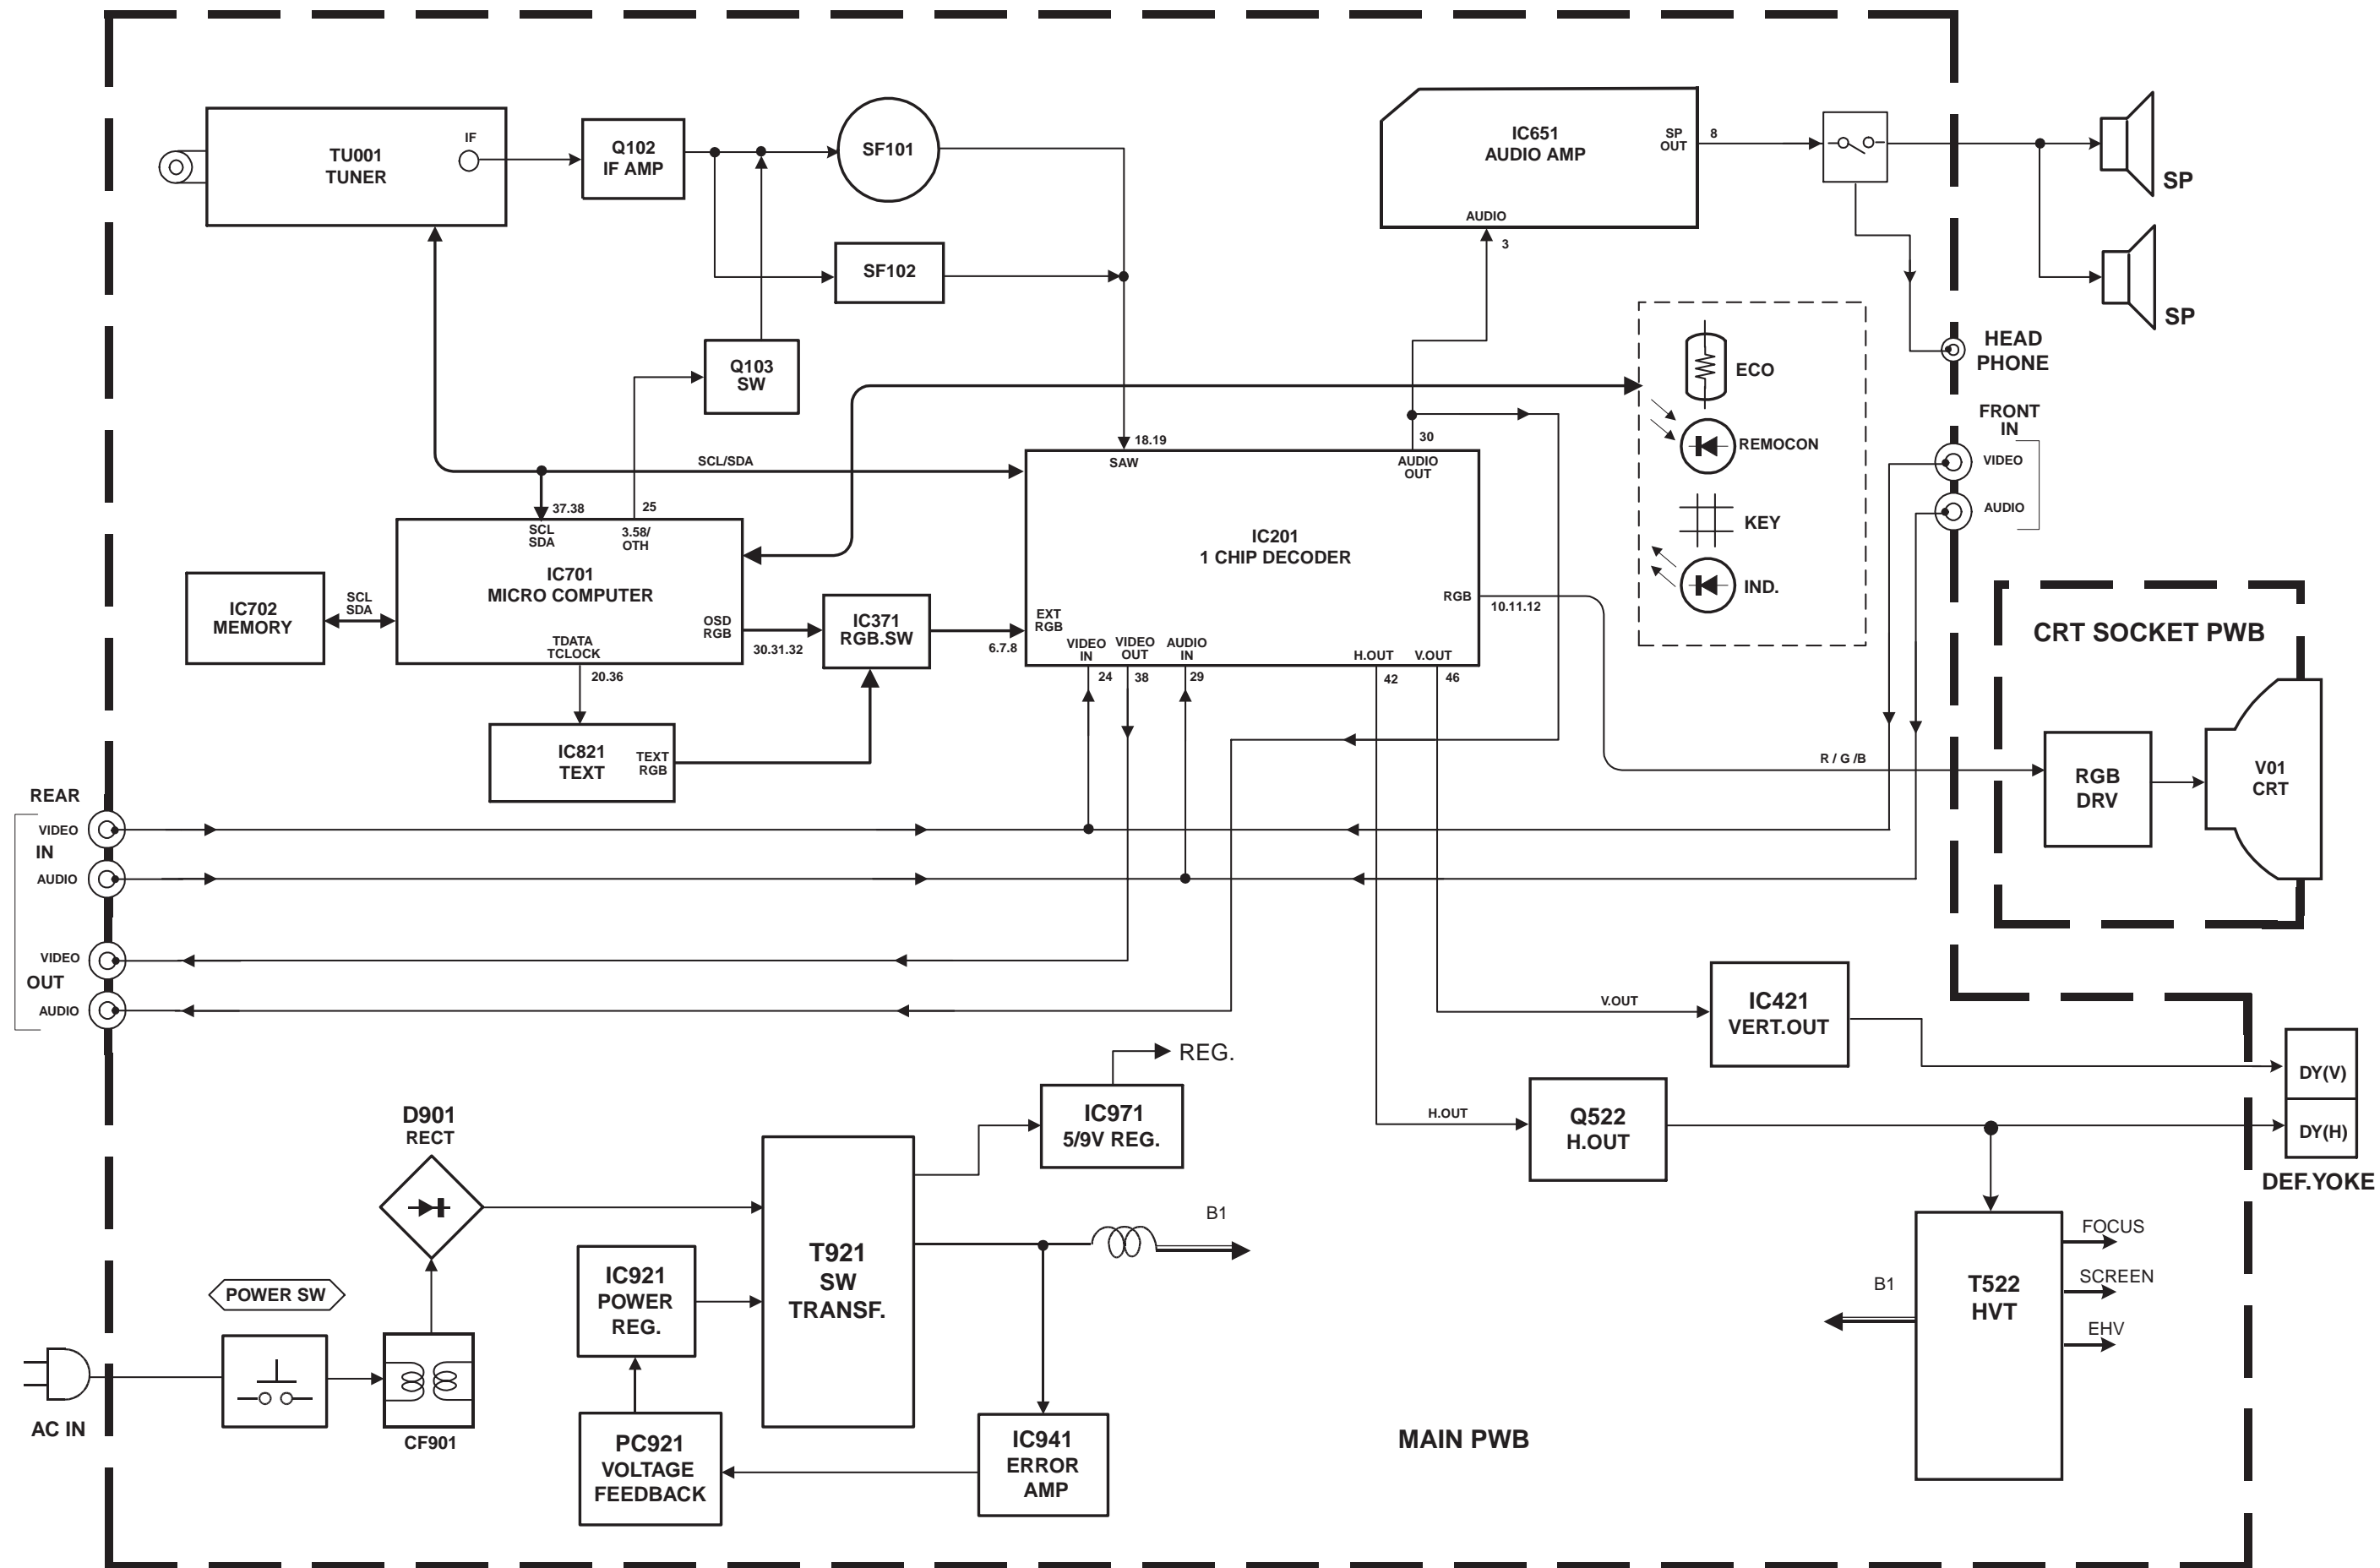 TU001
TUNER
IF
Q102
IF AMP
SF101
SF102
Q103
SW
IC651
AUDIO AMP
SP
OUT
8
AUDIO
3
SP
SP
HEAD
PHONE
FRONT
IN
VIDEO
AUDIO
ECO
REMOCON
KEY
IND.
SCL/SDA
18.19
SAW
30
AUDIO
OUT
IC201
1 CHIP DECODER
RGB
10.11.12
EXT
RGB
6.7.8
VIDEO
IN
VIDEO
OUT
AUDIO
IN
H.OUT
V.OUT
24
38
29
42
46
37.38
25
SCL
SDA
3.58/
OTH
IC701
MICRO COMPUTER
OSD
RGB
30.31.32
TDATA
TCLOCK
20.36
IC702
MEMORY
SCL
SDA
IC371
RGB.SW
IC821
TEXT
TEXT
RGB
CRT SOCKET PWB
R / G /B
RGB
DRV
V01
CRT
REAR
VIDEO
IN
AUDIO
VIDEO
OUT
AUDIO
V.OUT
IC421
VERT.OUT
H.OUT
Q522
H.OUT
DY(V)
DY(H)
DEF.YOKE
REG.
IC971
5/9V REG.
D901
RECT
T921
SW
TRANSF.
B1
IC921
POWER
REG.
POWER SW
AC IN
CF901
PC921
VOLTAGE
FEEDBACK
IC941
ERROR
AMP
MAIN PWB
B1
T522
HVT
FOCUS
SCREEN
EHV